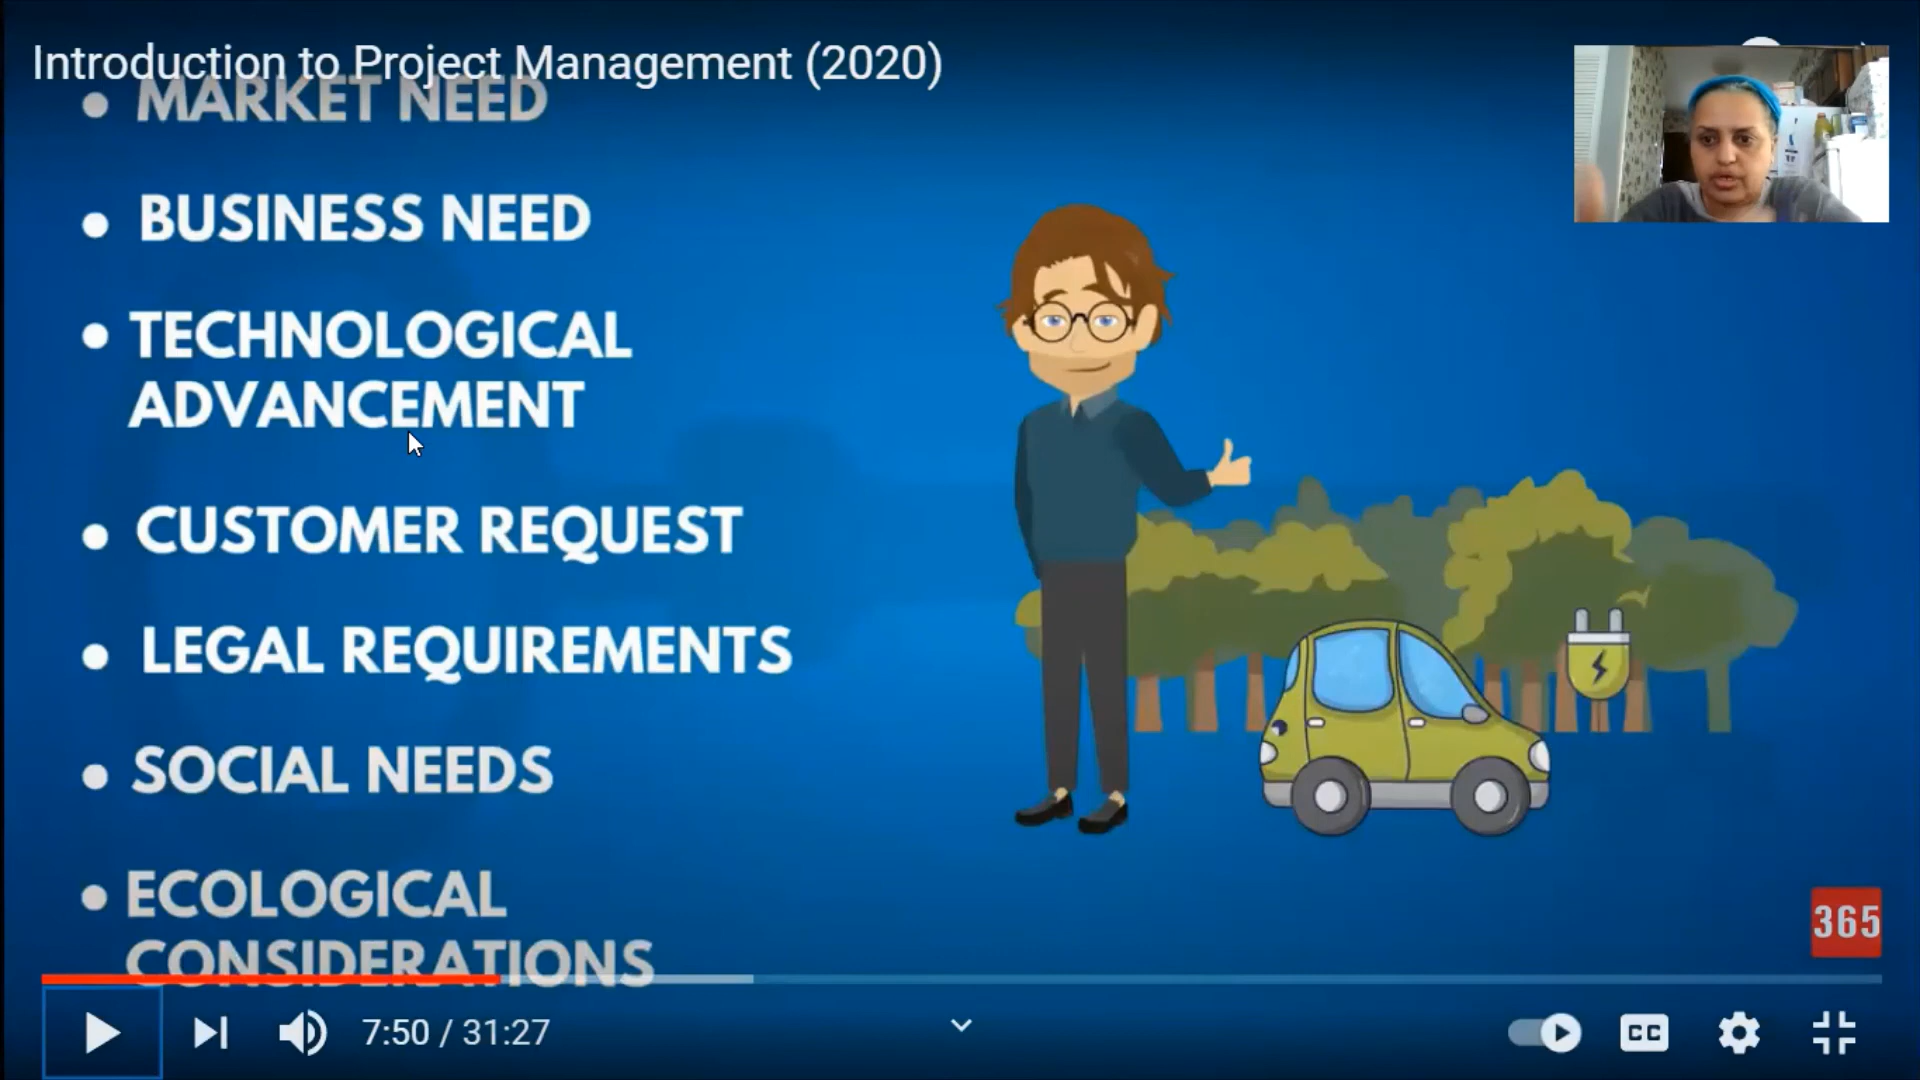 Introduction to Project Management (2020)
MARKET NEED
BUSINESS NEED
TECHNOLOGICAL
ADVANCEMENT
CUSTOMER REQUEST
LEGAL REQUIREMENTS
SOCIAL NEEDS
ECOLOGICAL
CONSIDERATIONS
365
7:50 / 31:27
CC